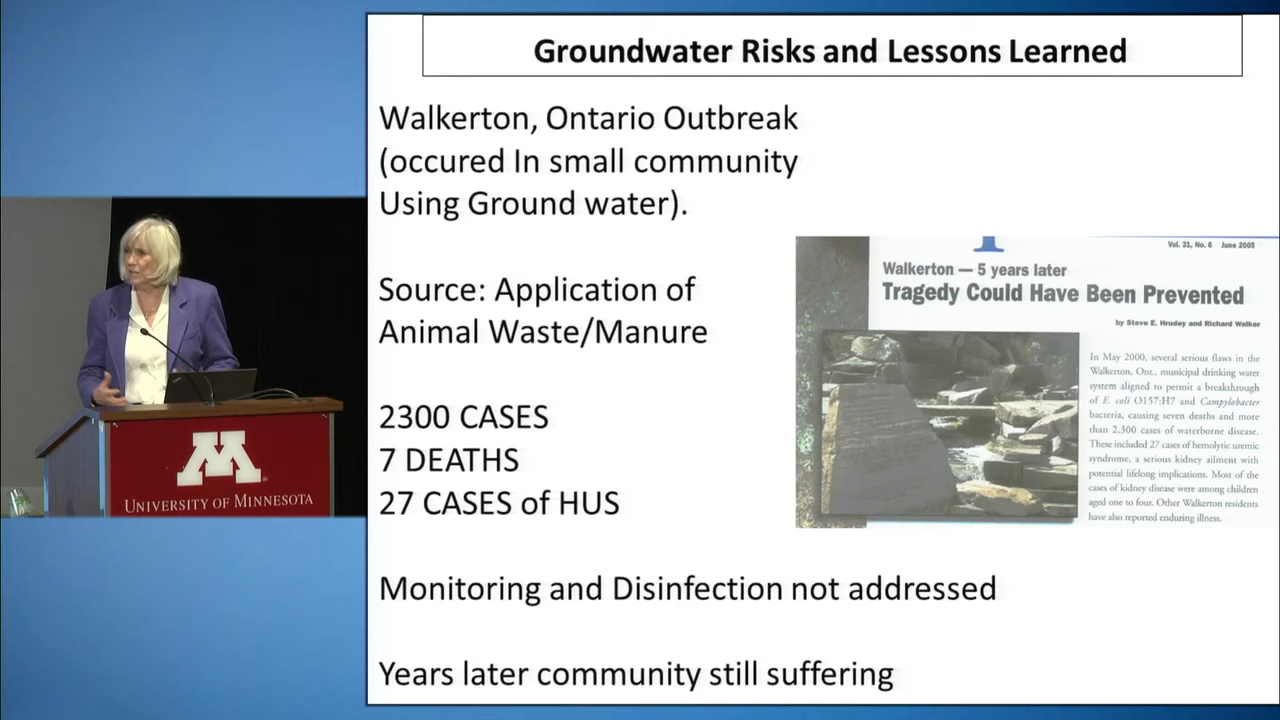 Groundwater Risks and Lessons Learned
Walkerton, Ontario Outbreak
(occured In small community
Using Ground water).
Source: Application of
Animal Waste/Manure
2300 CASES
7 DEATHS
27 CASES of HUS
Monitoring and Disinfection not addressed
Years later community still suffering
Vol. 31, No. 6 June 2005
Walkerton — 5 years later
Tragedy Could Have Been Prevented
by Steve E. Hrudey and Richard Walker
In May 2000, several serious flaws in the
Walkerton, Ont., municipal drinking water
system aligned to permit a breakthrough
of E. coli O157:H7 and Campylobacter
bacteria, causing seven deaths and more
than 2,300 cases of waterborne disease.
These included 27 cases of hemolytic uremic
syndrome, a serious kidney ailment with
potential lifelong implications. Most of the
cases of kidney disease were among children
aged one to four. Other Walkerton residents
have also reported enduring illness.
M
UNIVERSITY OF MINNESOTA